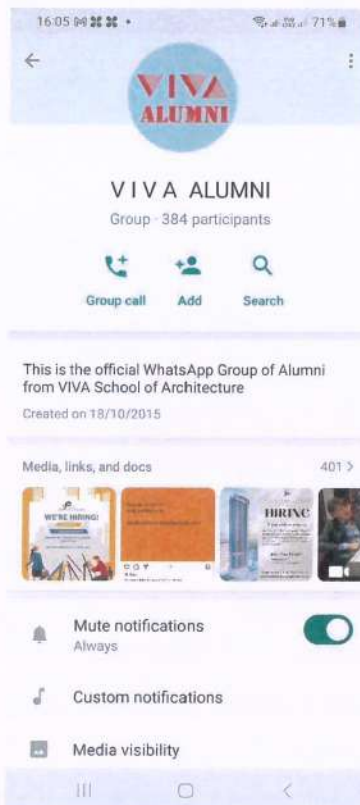 16:05
71%
VIVA
ALUMNI
V I V A ALUMNI
Group · 384 participants
Group call Add Search
This is the official WhatsApp Group of Alumni
from VIVA School of Architecture
Created on 18/10/2015
Media, links, and docs 401 >
WE'RE HIRING!
HIRING
Mute notifications
Always
Custom notifications
Media visibility